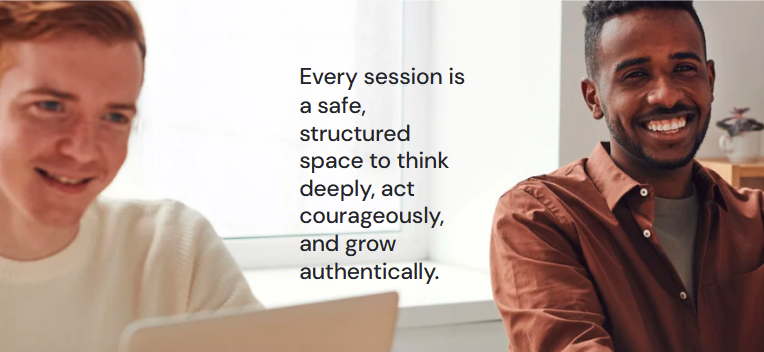 Every session is
a safe,
structured
space to think
deeply, act
courageously,
and grow
authentically.